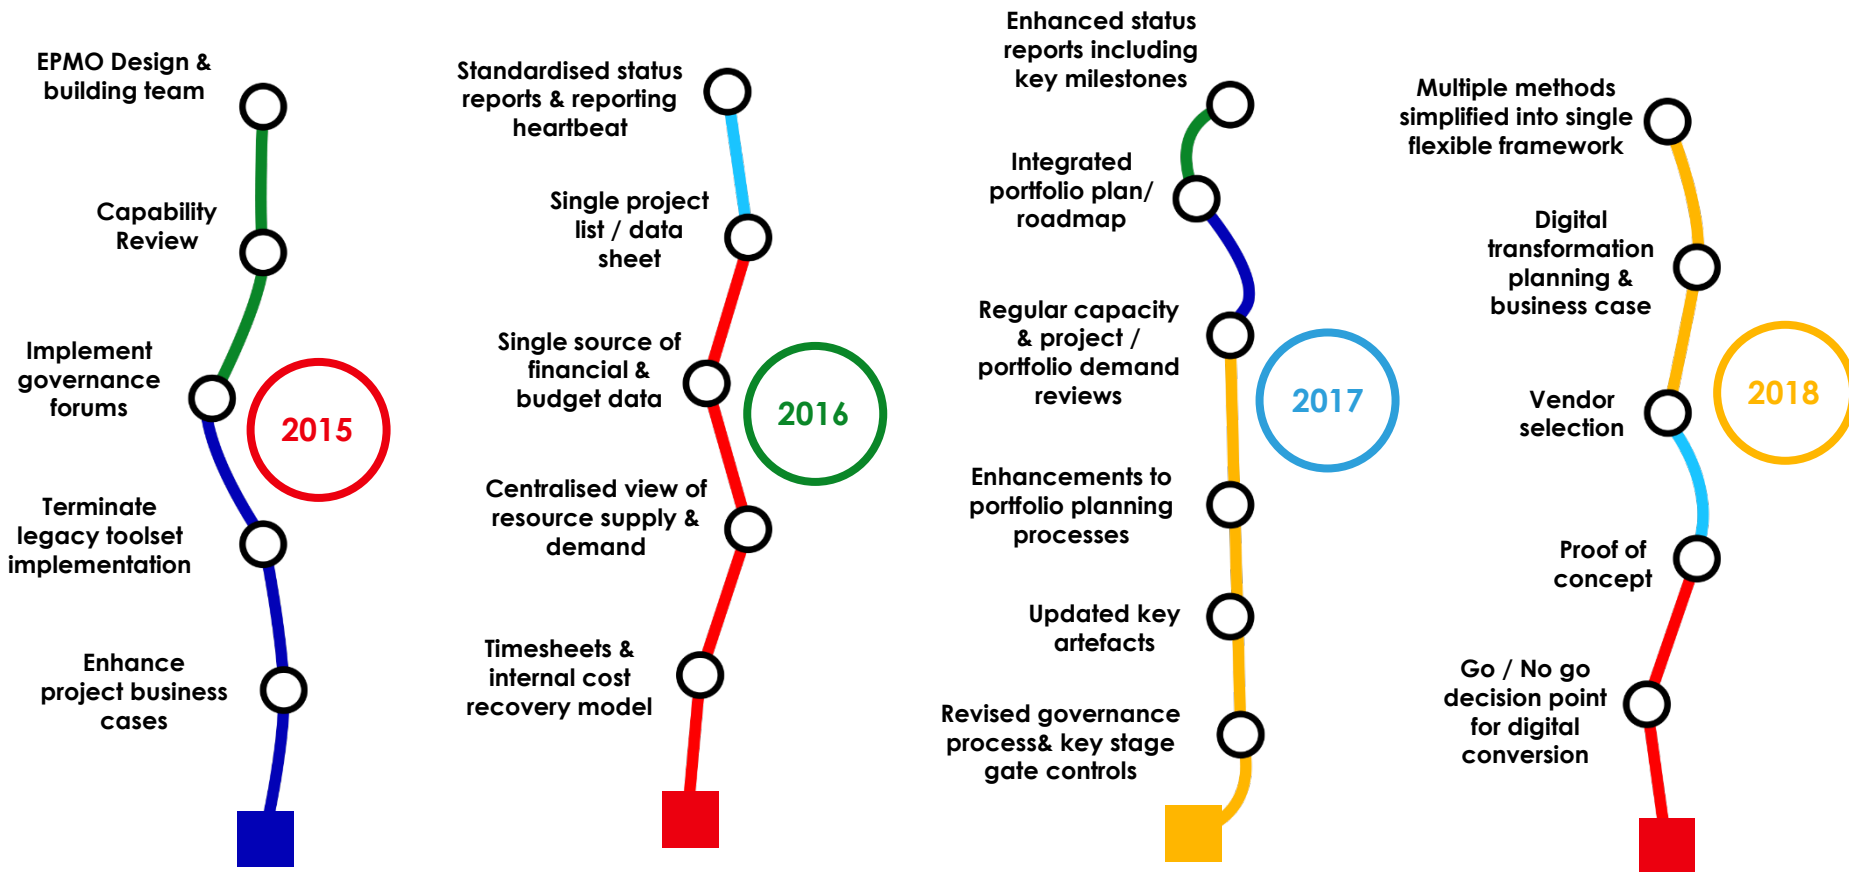 EPMO Design &
building team
Capability
Review
Implement
governance
forums
2015
Terminate
legacy toolset
implementation
Enhance
project business
cases
Standardised status
reports & reporting
heartbeat
Single project
list / data
sheet
Single source of
financial &
budget data
2016
Centralised view of
resource supply &
demand
Timesheets &
internal cost
recovery model
Enhanced status
reports including
key milestones
Integrated
portfolio plan/
roadmap
Regular capacity
& project /
portfolio demand
reviews
2017
Enhancements to
portfolio planning
processes
Updated key
artefacts
Revised governance
process& key stage
gate controls
Multiple methods
simplified into single
flexible framework
Digital
transformation
planning &
business case
Vendor
selection
2018
Proof of
concept
Go / No go
decision point
for digital
conversion